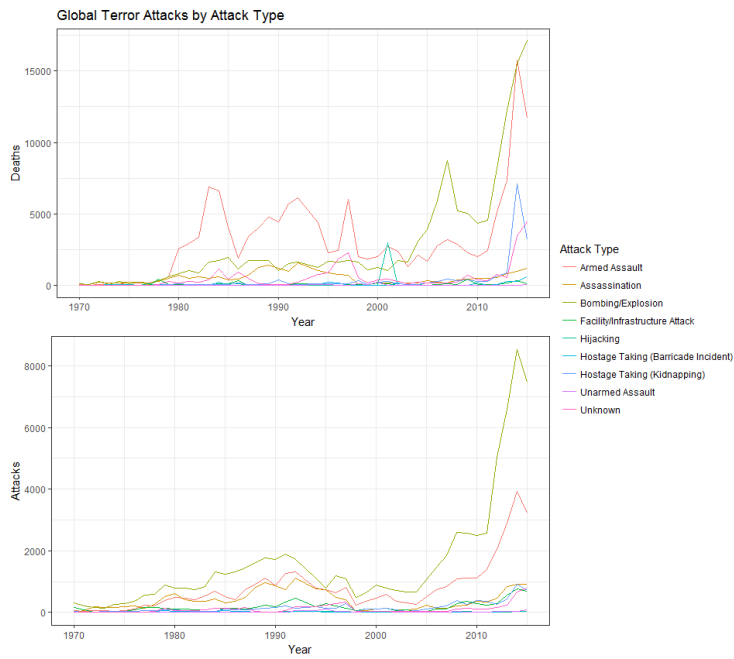 Global Terror Attacks by Attack Type
15000
10000
5000
0
Deaths
1970
1980
1990
2000
2010
Year
8000
6000
4000
2000
0
Attacks
1970
1980
1990
2000
2010
Year
Attack Type
Armed Assault
Assassination
Bombing/Explosion
Facility/Infrastructure Attack
Hijacking
Hostage Taking (Barricade Incident)
Hostage Taking (Kidnapping)
Unarmed Assault
Unknown